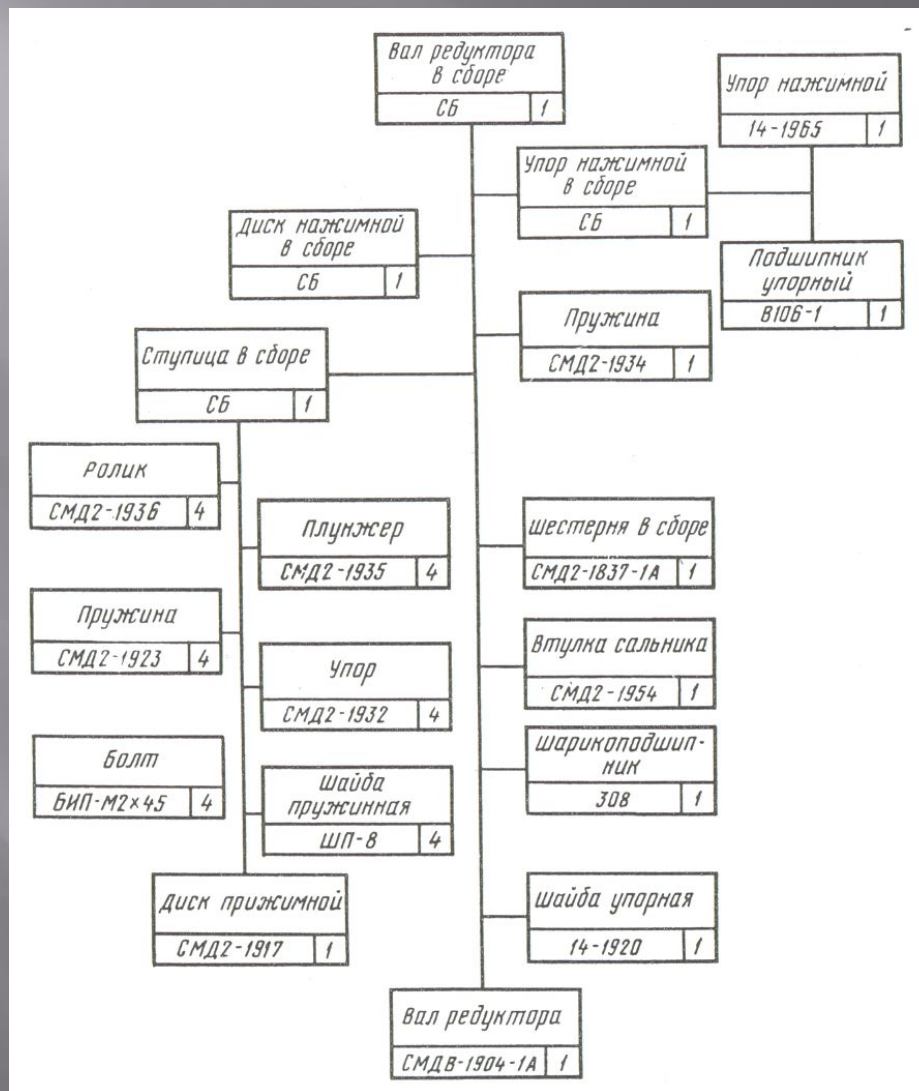 Вал редуктора
в сборе
СБ 1
Упор нажимной
14-1965 1
Упор нажимной
в сборе
СБ 1
Диск нажимной
в сборе
СБ 1
Подшипник
упорный
8106-1 1
Пружина
СМД2-1934 1
Ступица в сборе
СБ 1
Ролик
СМД2-1936 4
Плунжер
СМД2-1935 4
Шестерня в сборе
СМД2-1837-1А 1
Пружина
СМД2-1923 4
Упор
СМД2-1932 4
Втулка сальника
СМД2-1954 1
Болт
БИП-М2×45 4
Шайба
пружинная
ШП-8 4
Шарикоподшип-
ник
308 1
Диск прижимной
СМД2-1917 1
Шайба упорная
14-1920 1
Вал редуктора
СМД8-1904-1А 1